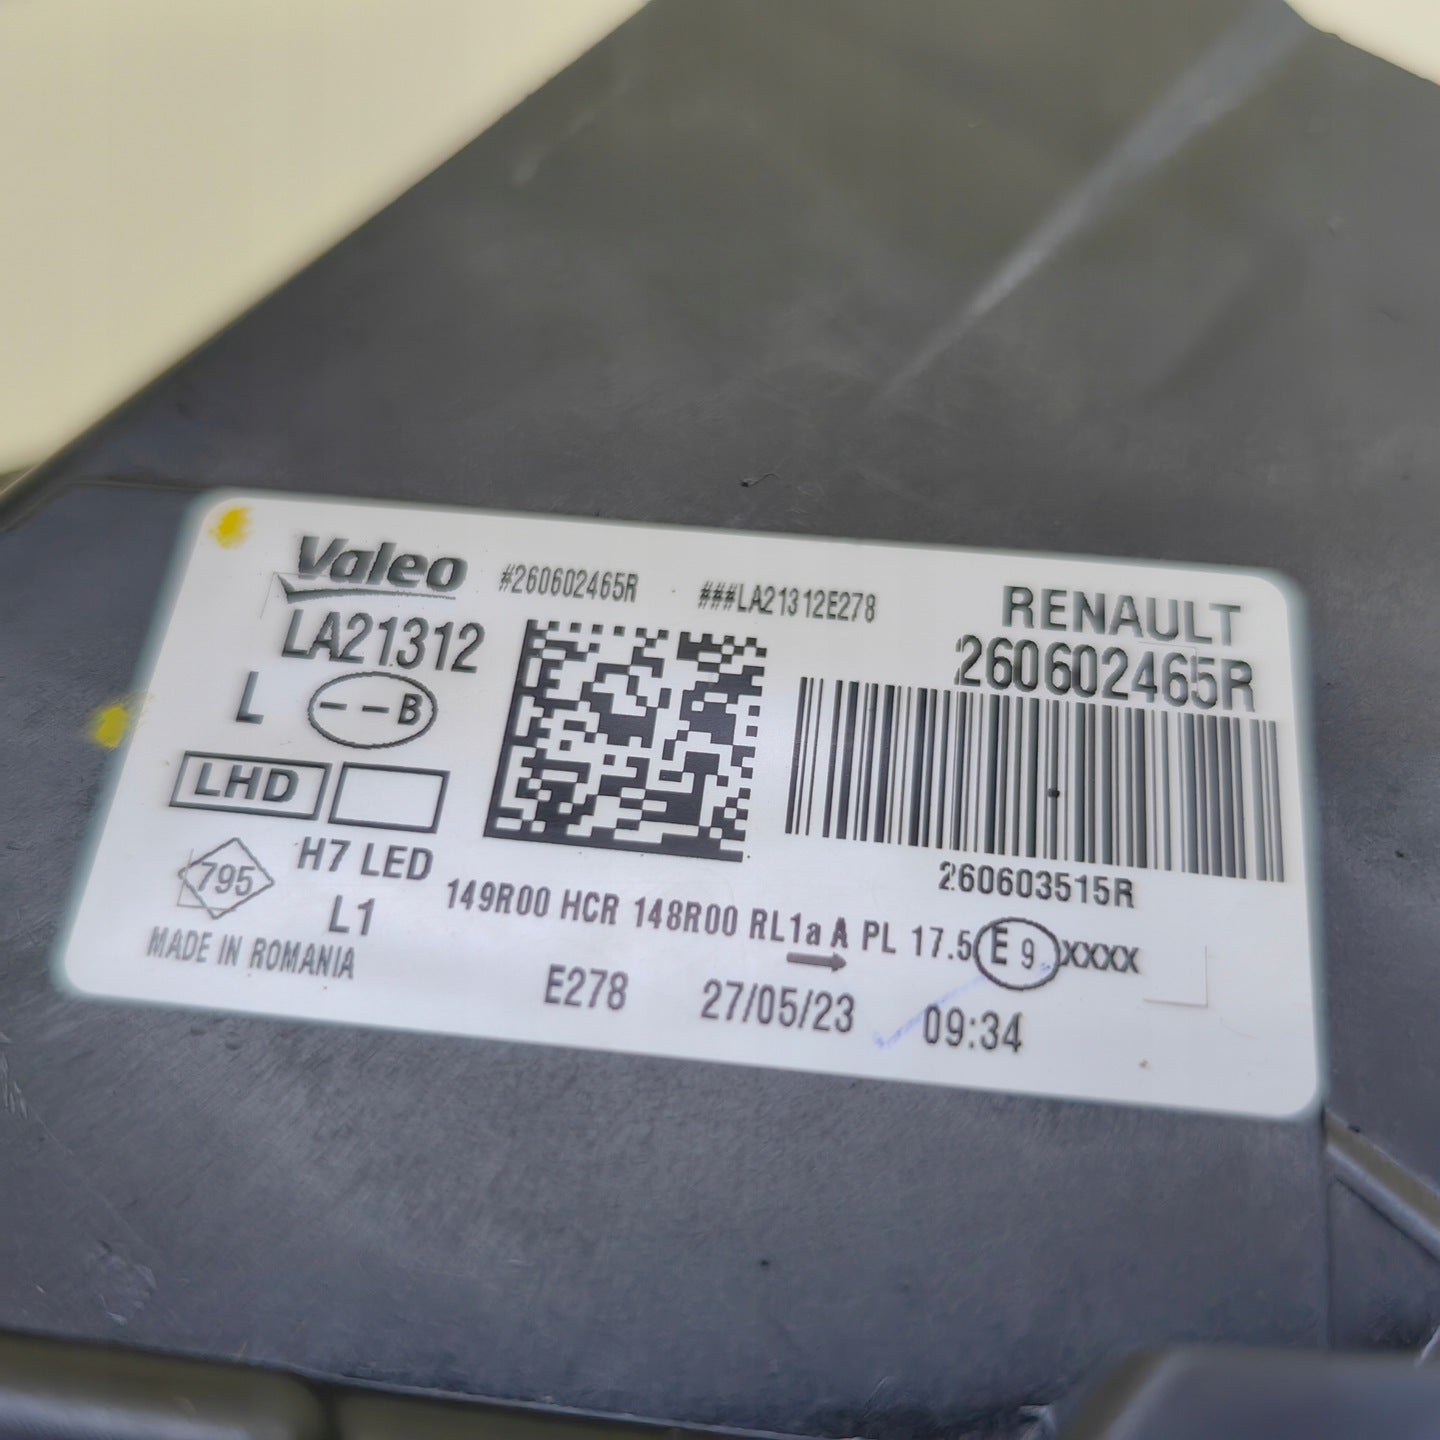 Valeo #260602465R ###LA21312E278 RENAULT
LA21312 260602465R
L --B
LHD
795 H7 LED 260603515R
L1 149R00 HCR 148R00 RL1a A PL 17.5 E 9 XXXX
MADE IN ROMANIA
E278 27/05/23 09:34